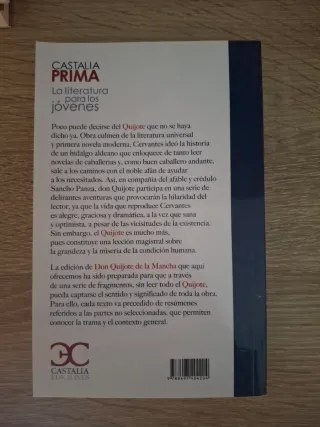 CASTALIA
PRIMA
La literatura
para los
jóvenes
Poco puede decirse del Quijote que no se haya
dicho ya. Obra culmen de la literatura universal
y primera novela moderna, Cervantes ideó la historia
de un hidalgo aldeano que enloquece de tanto leer
novelas de caballerías y, como buen caballero andante,
sale a los caminos con el noble afán de ayudar
a los necesitados. Así, en compañía del afable y crédulo
Sancho Panza, don Quijote participa en una serie de
delirantes aventuras que provocarán la hilaridad del
lector, ya que la vida que reproduce Cervantes
es alegre, graciosa y dramática, a la vez que sana
y optimista, a pesar de las vicisitudes de la existencia.
Sin embargo, el Quijote es mucho más,
pues constituye una lección magistral sobre
la grandeza y la miseria de la condición humana.
La edición de Don Quijote de la Mancha que aquí
ofrecemos ha sido preparada para que a través
de una serie de fragmentos, sin leer todo el Quijote,
pueda captarse el sentido y significado de toda la obra.
Para ello, cada texto va precedido de resúmenes
referidos a las partes no seleccionadas, que permiten
conocer la trama y el contexto general.
CASTALIA
EDICIONES